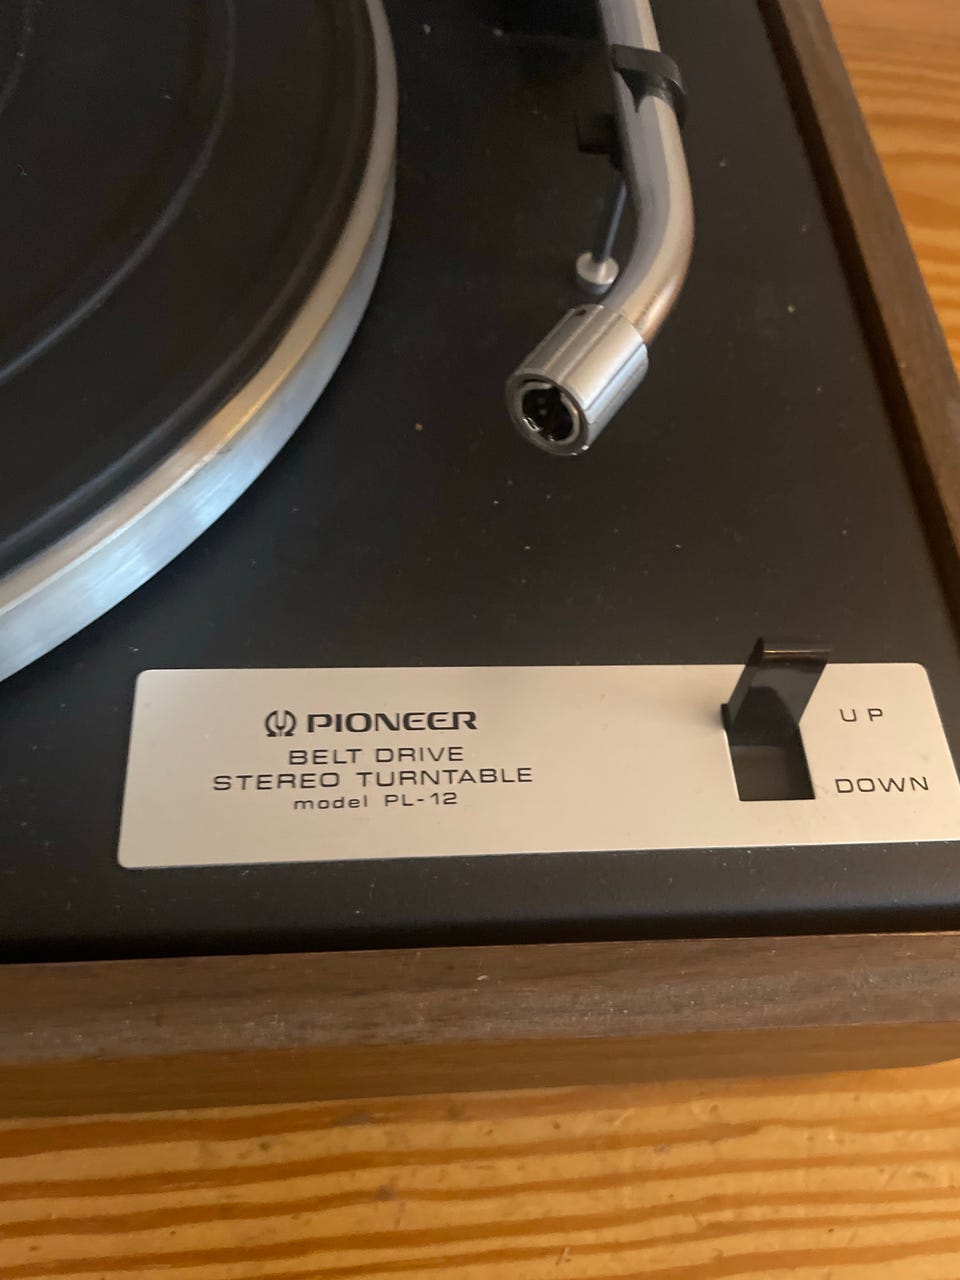 PIONEER
BELT DRIVE
STEREO TURNTABLE
model PL-12
UP
DOWN